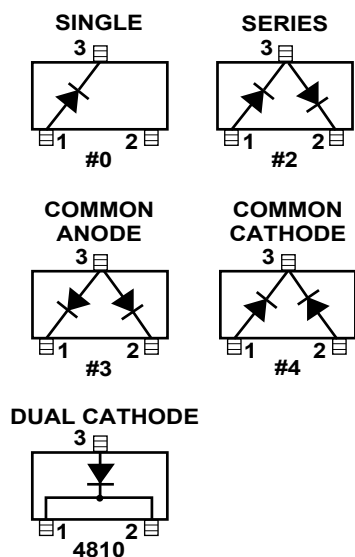 SINGLE
3
1 2
#0
SERIES
3
1 2
#2
COMMON
ANODE
3
1 2
#3
COMMON
CATHODE
3
1 2
#4
DUAL CATHODE
3
1 2
4810